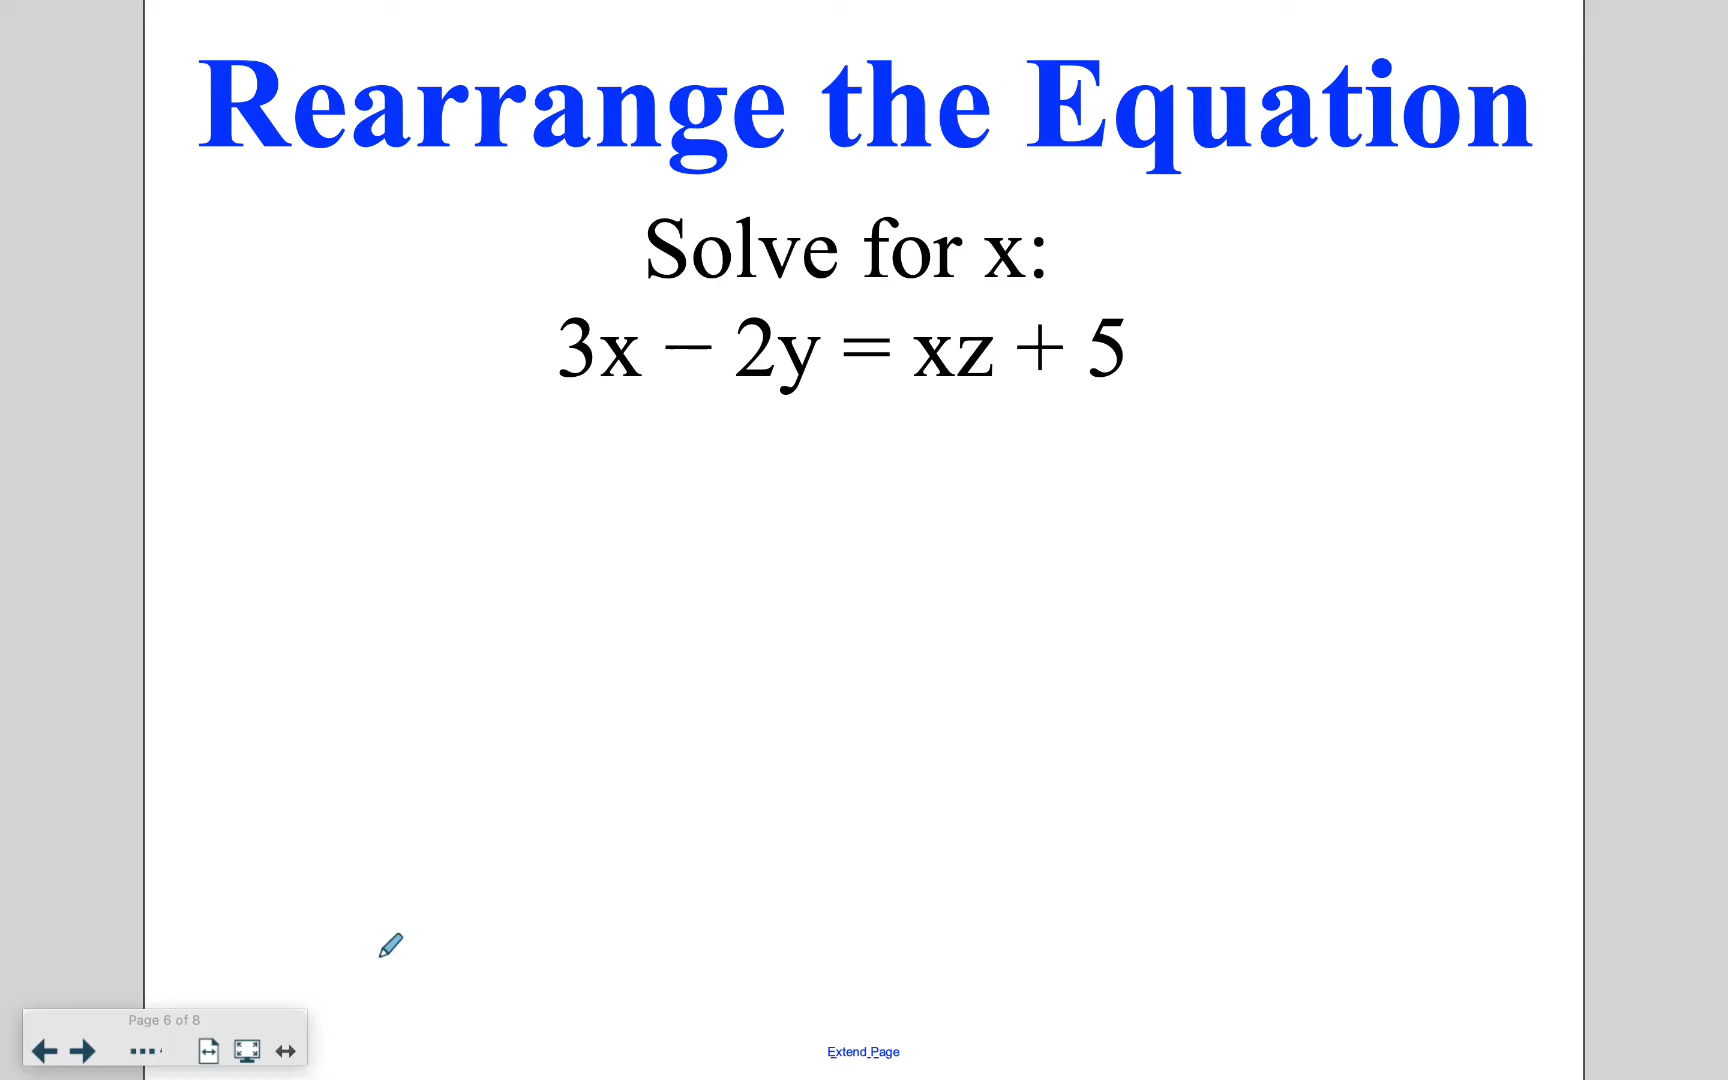 Rearrange the Equation
Solve for x:
3x − 2y = xz + 5
Page 6 of 8
Extend Page